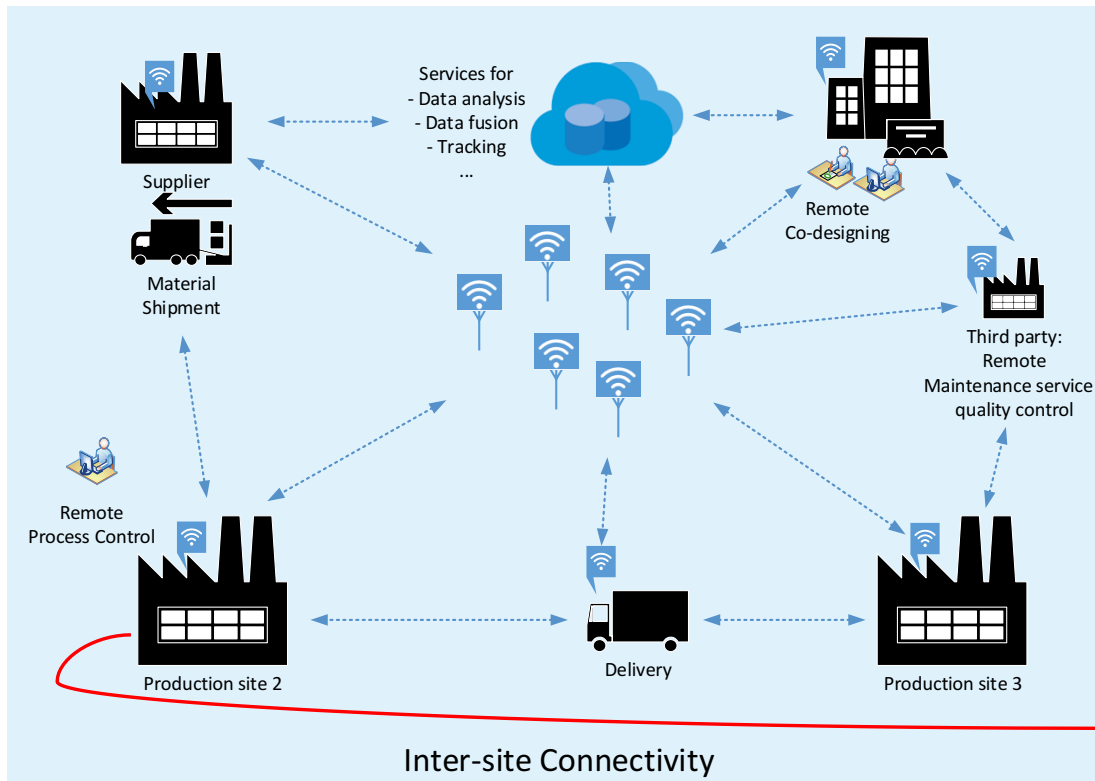 Services for
- Data analysis
- Data fusion
- Tracking
...
Supplier
Material
Shipment
Remote
Co-designing
Third party:
Remote
Maintenance service
quality control
Remote
Process Control
Production site 2
Delivery
Production site 3
Inter-site Connectivity